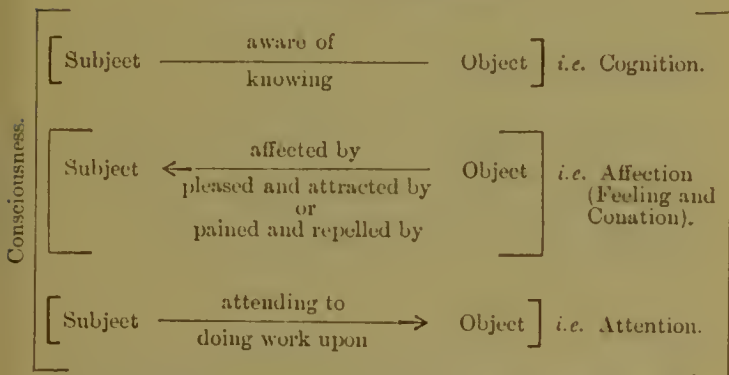 Consciousness.
Subject aware of Object i.e. Cognition.
knowing
Subject affected by Object i.e. Affection
pleased and attracted by (Feeling and
or Conation).
pained and repelled by
Subject attending to Object i.e. Attention.
doing work upon